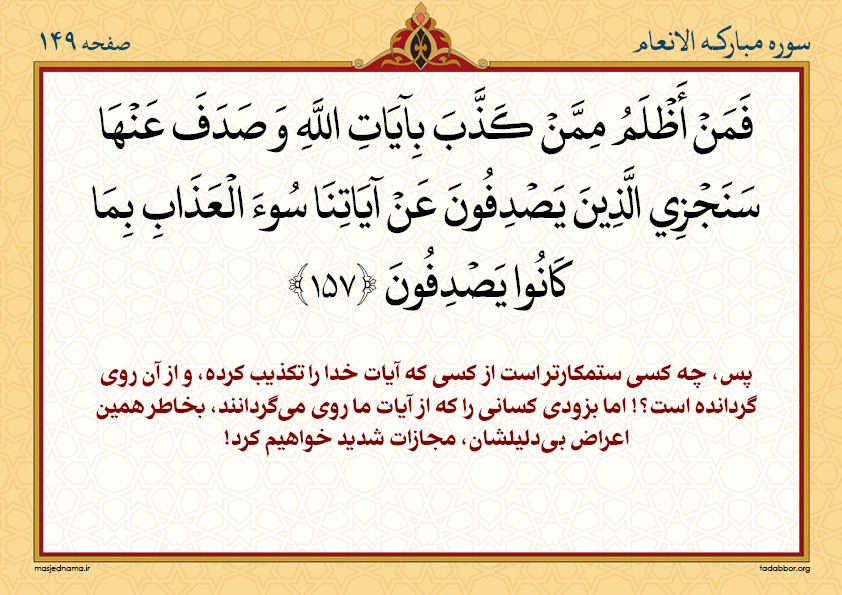 سوره مبارکه الانعام
صفحه ۱۴۹
فَمَنْ أَظْلَمُ مِمَّنْ كَذَّبَ بِآيَاتِ اللَّهِ وَ صَدَفَ عَنْهَا
سَنَجْزِي الَّذِينَ يَصْدِفُونَ عَنْ آيَاتِنَا سُوءَ الْعَذَابِ بِمَا
كَانُوا يَصْدِفُونَ ﴿۱۵۷﴾
پس، چه کسی ستمکارتر است از کسی که آیات خدا را تکذیب کرده، و از آن روی
گردانده است؟! اما بزودی کسانی را که از آیات ما روی می‌گردانند، بخاطر همین
اعراض بی‌دلیلشان، مجازات شدید خواهیم کرد!
masjednama.ir
tadabbor.org